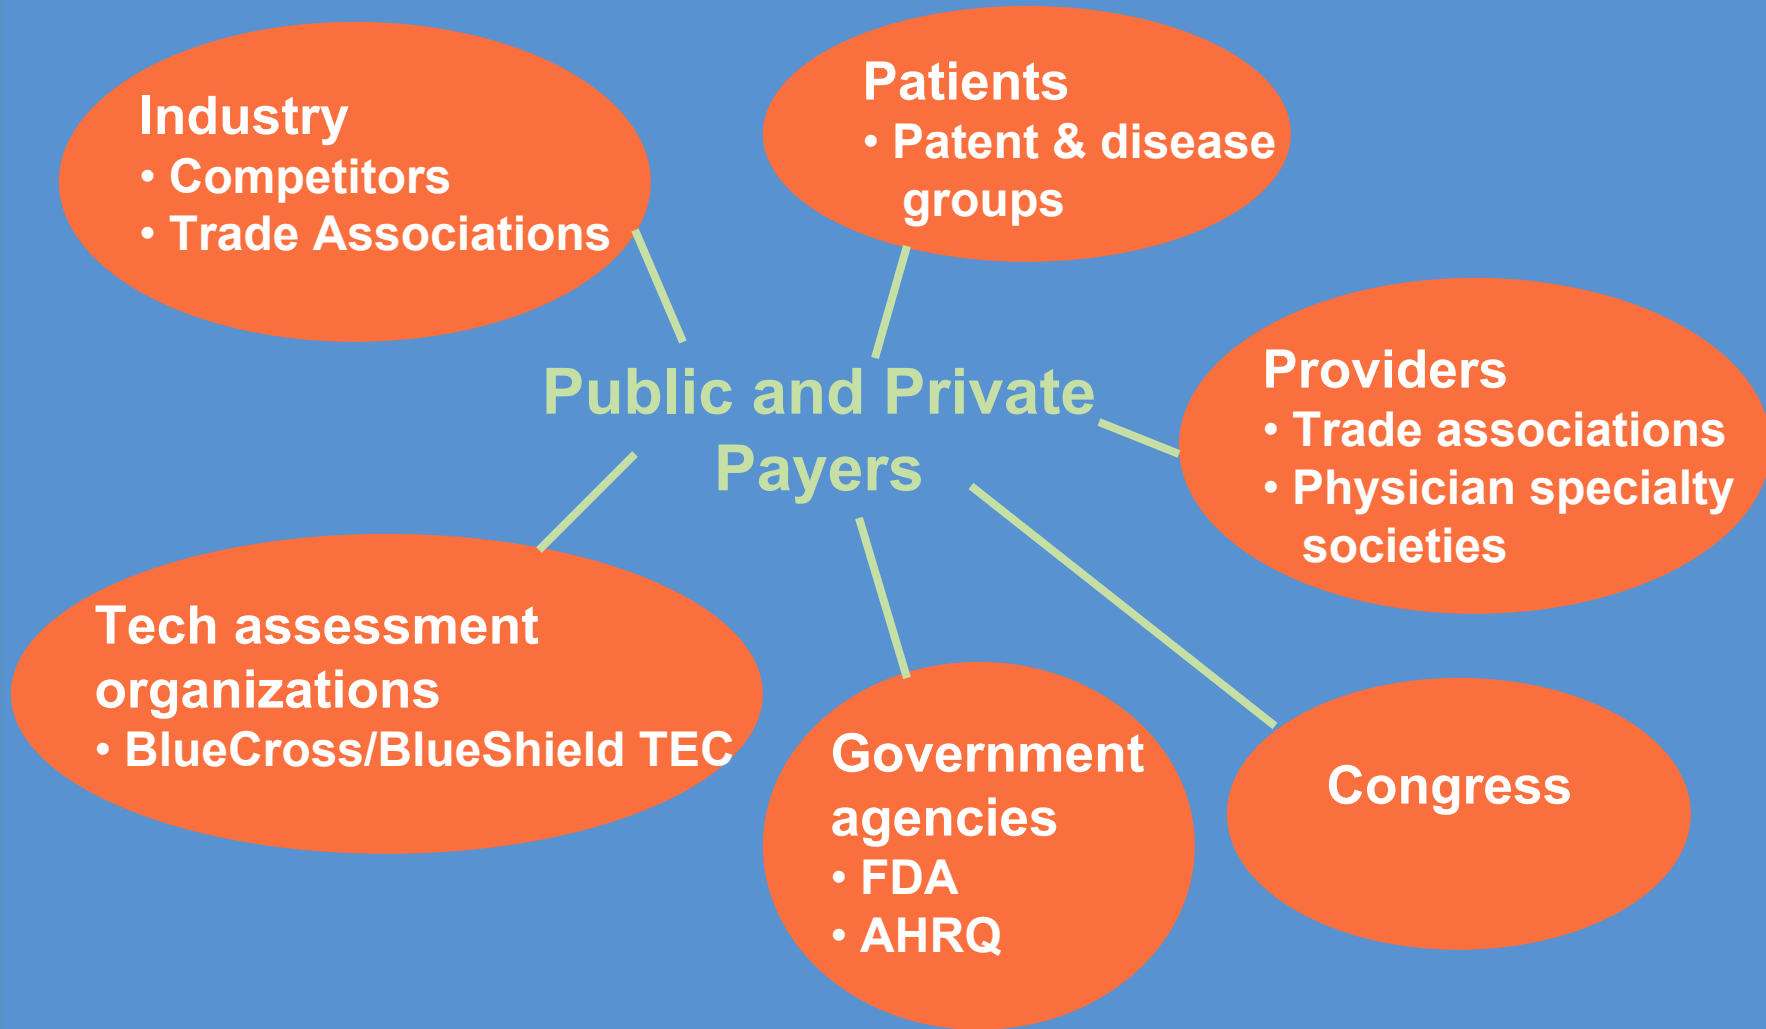 Industry
• Competitors
• Trade Associations
Patients
• Patent & disease
groups
Public and Private
Payers
Providers
• Trade associations
• Physician specialty
societies
Tech assessment
organizations
• BlueCross/BlueShield TEC
Government
agencies
• FDA
• AHRQ
Congress